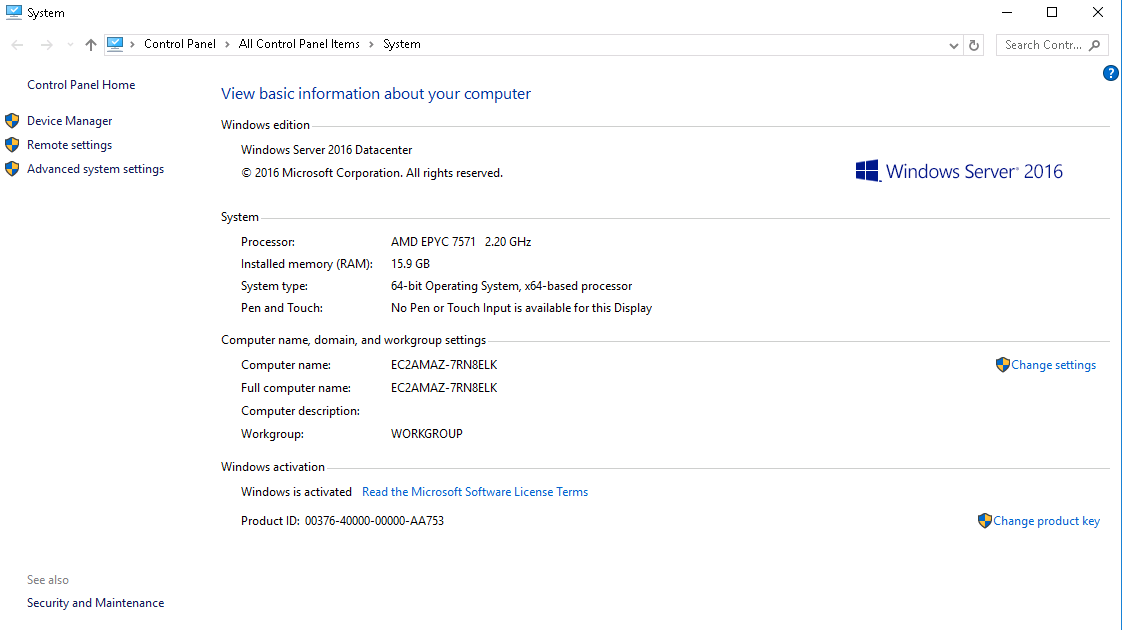 System
Control Panel > All Control Panel Items > System
Search Contr...
?
Control Panel Home
Device Manager
Remote settings
Advanced system settings
View basic information about your computer
Windows edition
Windows Server 2016 Datacenter
© 2016 Microsoft Corporation. All rights reserved.
Windows Server® 2016
System
Processor: AMD EPYC 7571 2.20 GHz
Installed memory (RAM): 15.9 GB
System type: 64-bit Operating System, x64-based processor
Pen and Touch: No Pen or Touch Input is available for this Display
Computer name, domain, and workgroup settings
Computer name: EC2AMAZ-7RN8ELK
Change settings
Full computer name: EC2AMAZ-7RN8ELK
Computer description:
Workgroup: WORKGROUP
Windows activation
Windows is activated Read the Microsoft Software License Terms
Product ID: 00376-40000-00000-AA753
Change product key
See also
Security and Maintenance